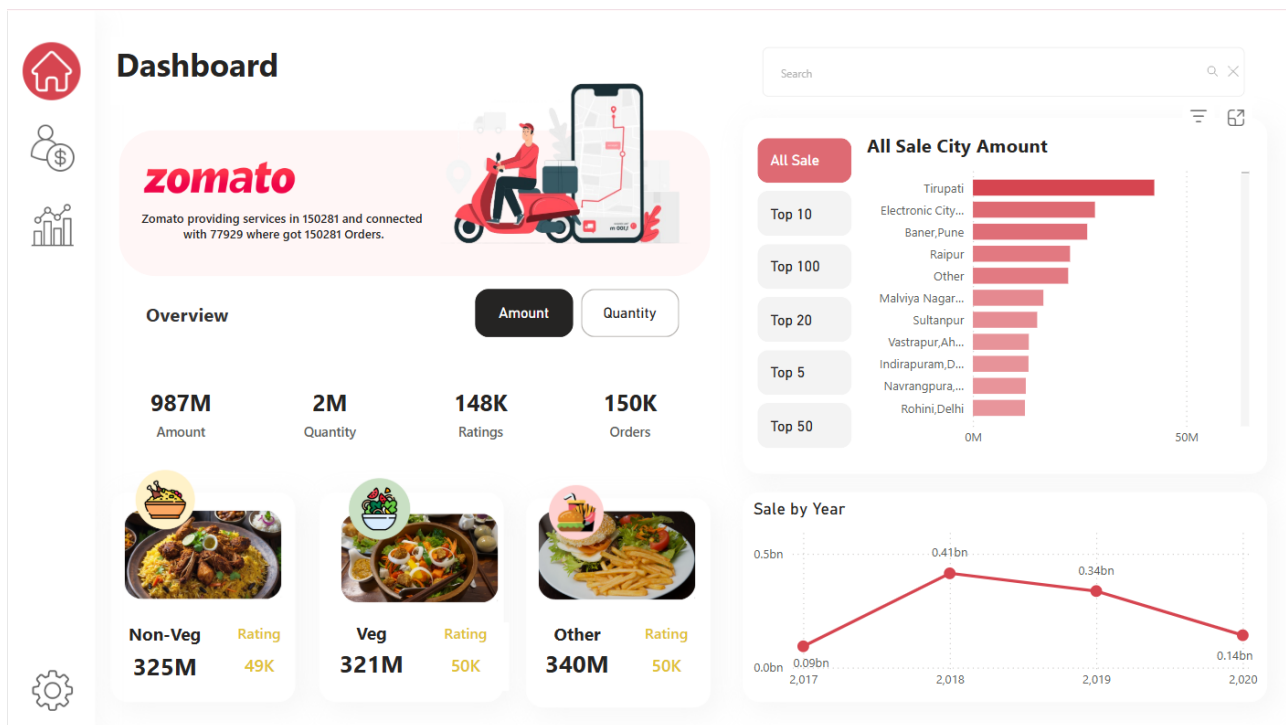 Dashboard
Search
zomato
Zomato providing services in 150281 and connected
with 77929 where got 150281 Orders.
Overview
Amount
Quantity
987M
2M
148K
150K
Amount
Quantity
Ratings
Orders
Non-Veg
Rating
325M
49K
Veg
Rating
321M
50K
Other
Rating
340M
50K
All Sale
Top 10
Top 100
Top 20
Top 5
Top 50
All Sale City Amount
Tirupati
Electronic City...
Baner,Pune
Raipur
Other
Malviya Nagar...
Sultanpur
Vastrapur,Ah...
Indirapuram,D...
Navrangpura,...
Rohini,Delhi
0M
50M
Sale by Year
0.5bn
0.0bn
0.09bn
0.41bn
0.34bn
0.14bn
2,017
2,018
2,019
2,020